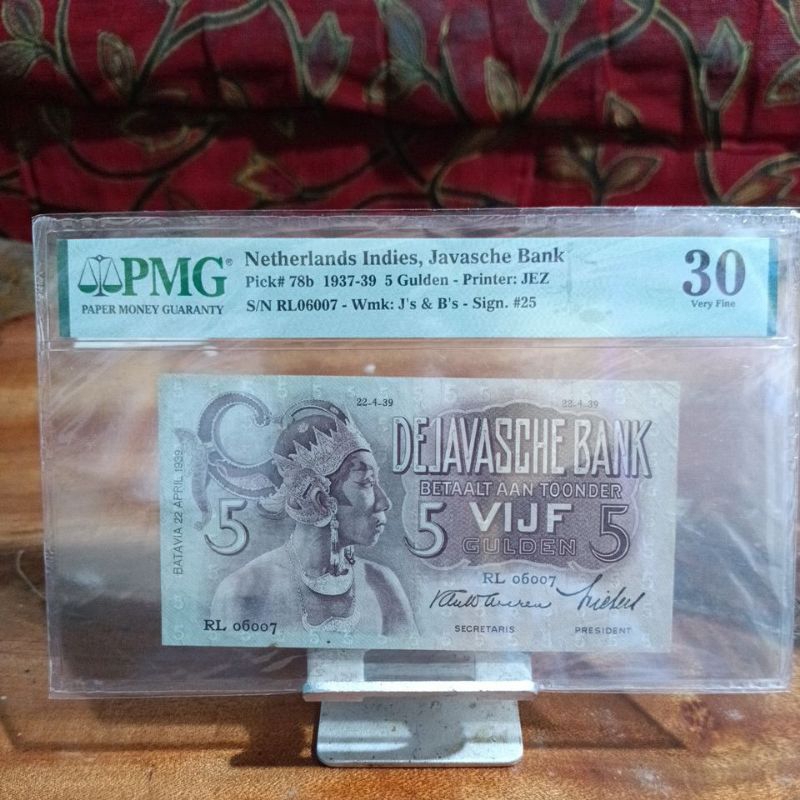 PMG®
PAPER MONEY GUARANTY
Netherlands Indies, Javasche Bank
Pick# 78b 1937-39 5 Gulden - Printer: JEZ
S/N RL06007 - Wmk: J's & B's - Sign. #25
30
Very Fine
22-4-39
22-4-39
DE JAVASCHE BANK
BETAALT AAN TOONDER
5
5 VIJF 5
GULDEN
BATAVIA 22 APRIL 1939
RL 06007
RL 06007
SECRETARIS
PRESIDENT